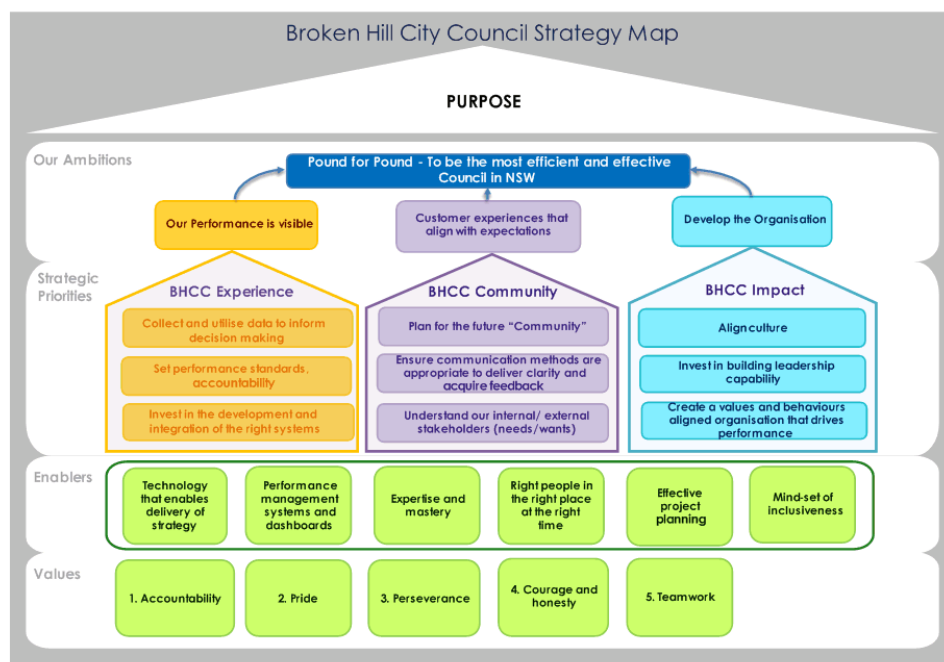 Broken Hill City Council Strategy Map
PURPOSE
Our Ambitions
Pound for Pound - To be the most efficient and effective
Council in NSW
Our Performance is visible
Customer experiences that
align with expectations
Develop the Organisation
Strategic
Priorities
BHCC Experience
Collect and utilise data to inform
decision making
Set performance standards,
accountability
Invest in the development and
integration of the right systems
BHCC Community
Plan for the future “Community”
Ensure communication methods are
appropriate to deliver clarity and
acquire feedback
Understand our internal/ external
stakeholders (needs/wants)
BHCC Impact
Align culture
Invest in building leadership
capability
Create a values and behaviours
aligned organisation that drives
performance
Enablers
Technology
that enables
delivery of
strategy
Performance
management
systems and
dashboards
Expertise and
mastery
Right people in
the right place
at the right
time
Effective
project
planning
Mind-set of
inclusiveness
Values
1. Accountability
2. Pride
3. Perseverance
4. Courage and
honesty
5. Teamwork